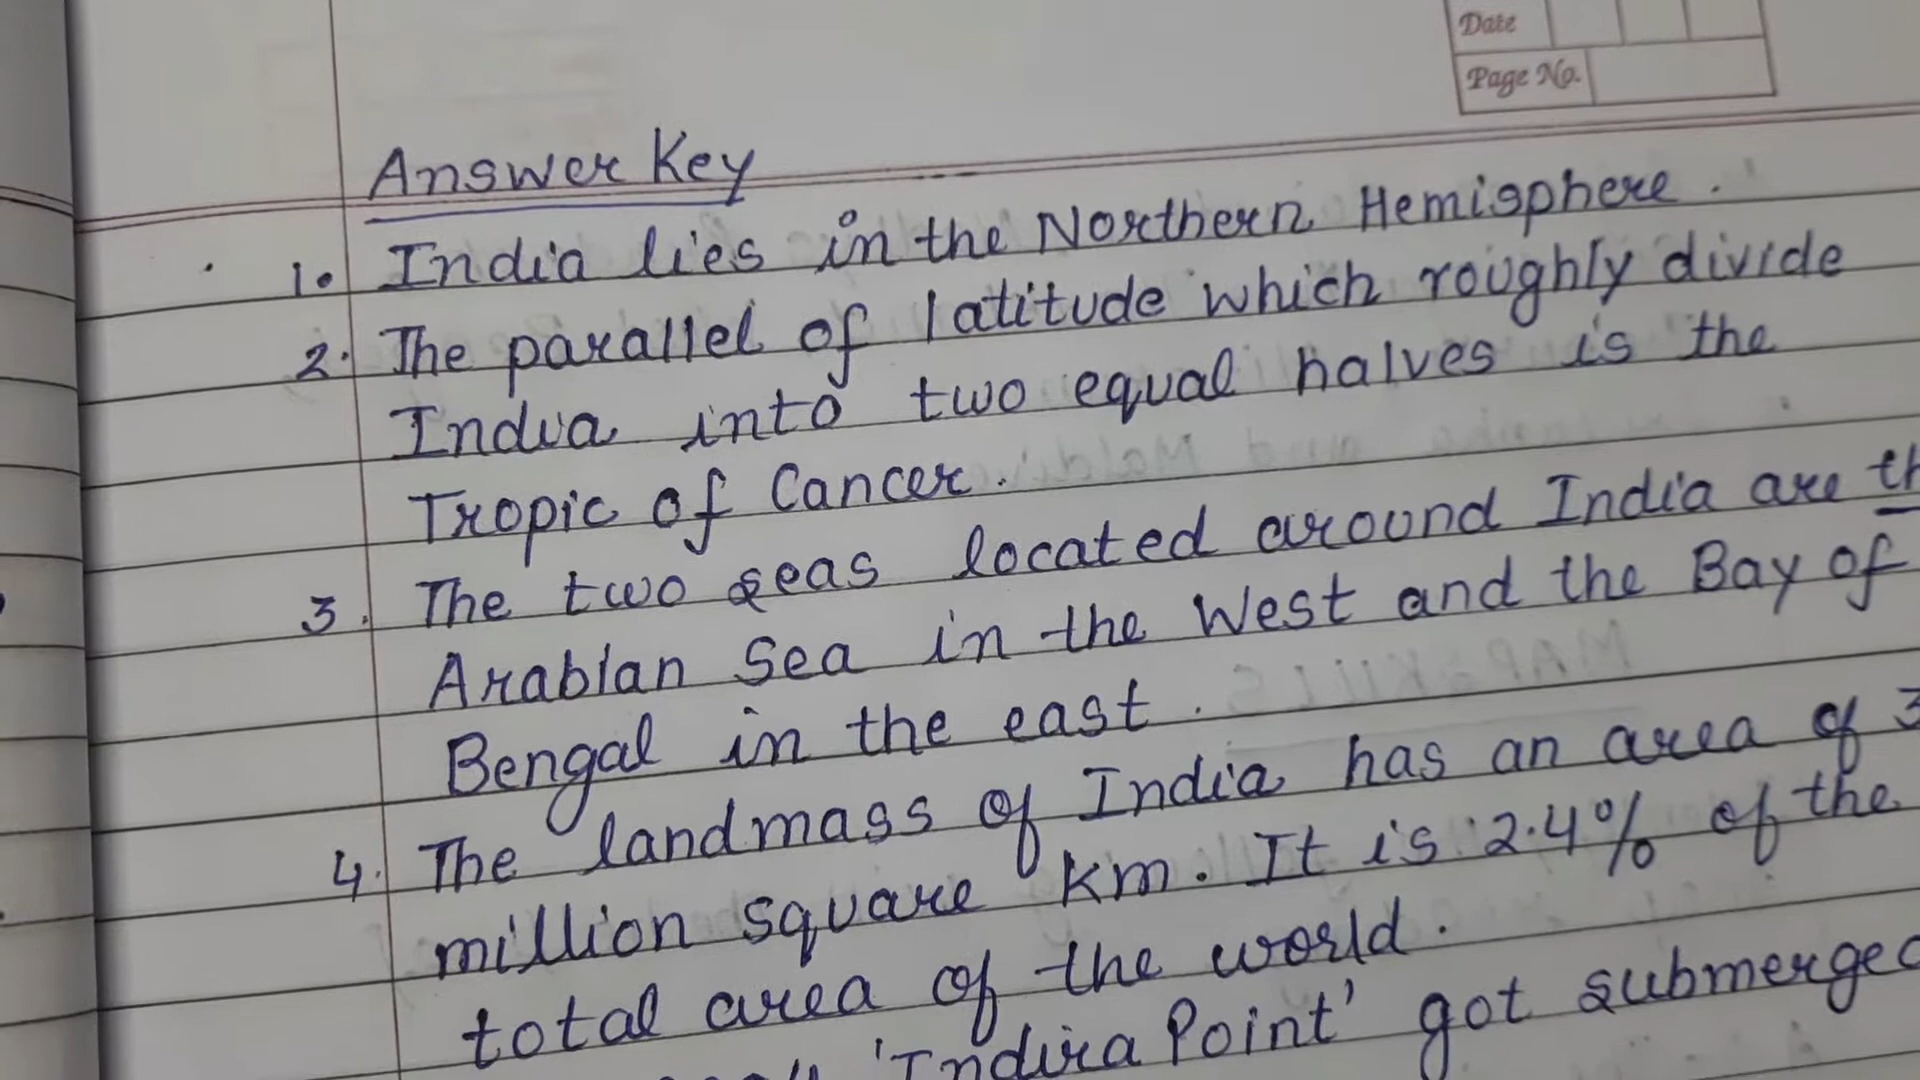 Date
Page No.
Answer Key
1. India lies in the Northern Hemisphere.
2. The parallel of latitude which roughly divide
India into two equal halves is the
Tropic of Cancer.
3. The two seas located around India are th
Arabian Sea in the West and the Bay of
Bengal in the east.
4. The landmass of India has an area of 3
million square km. It is 2.4% of the
total area of the world.
'Indira Point' got submerged